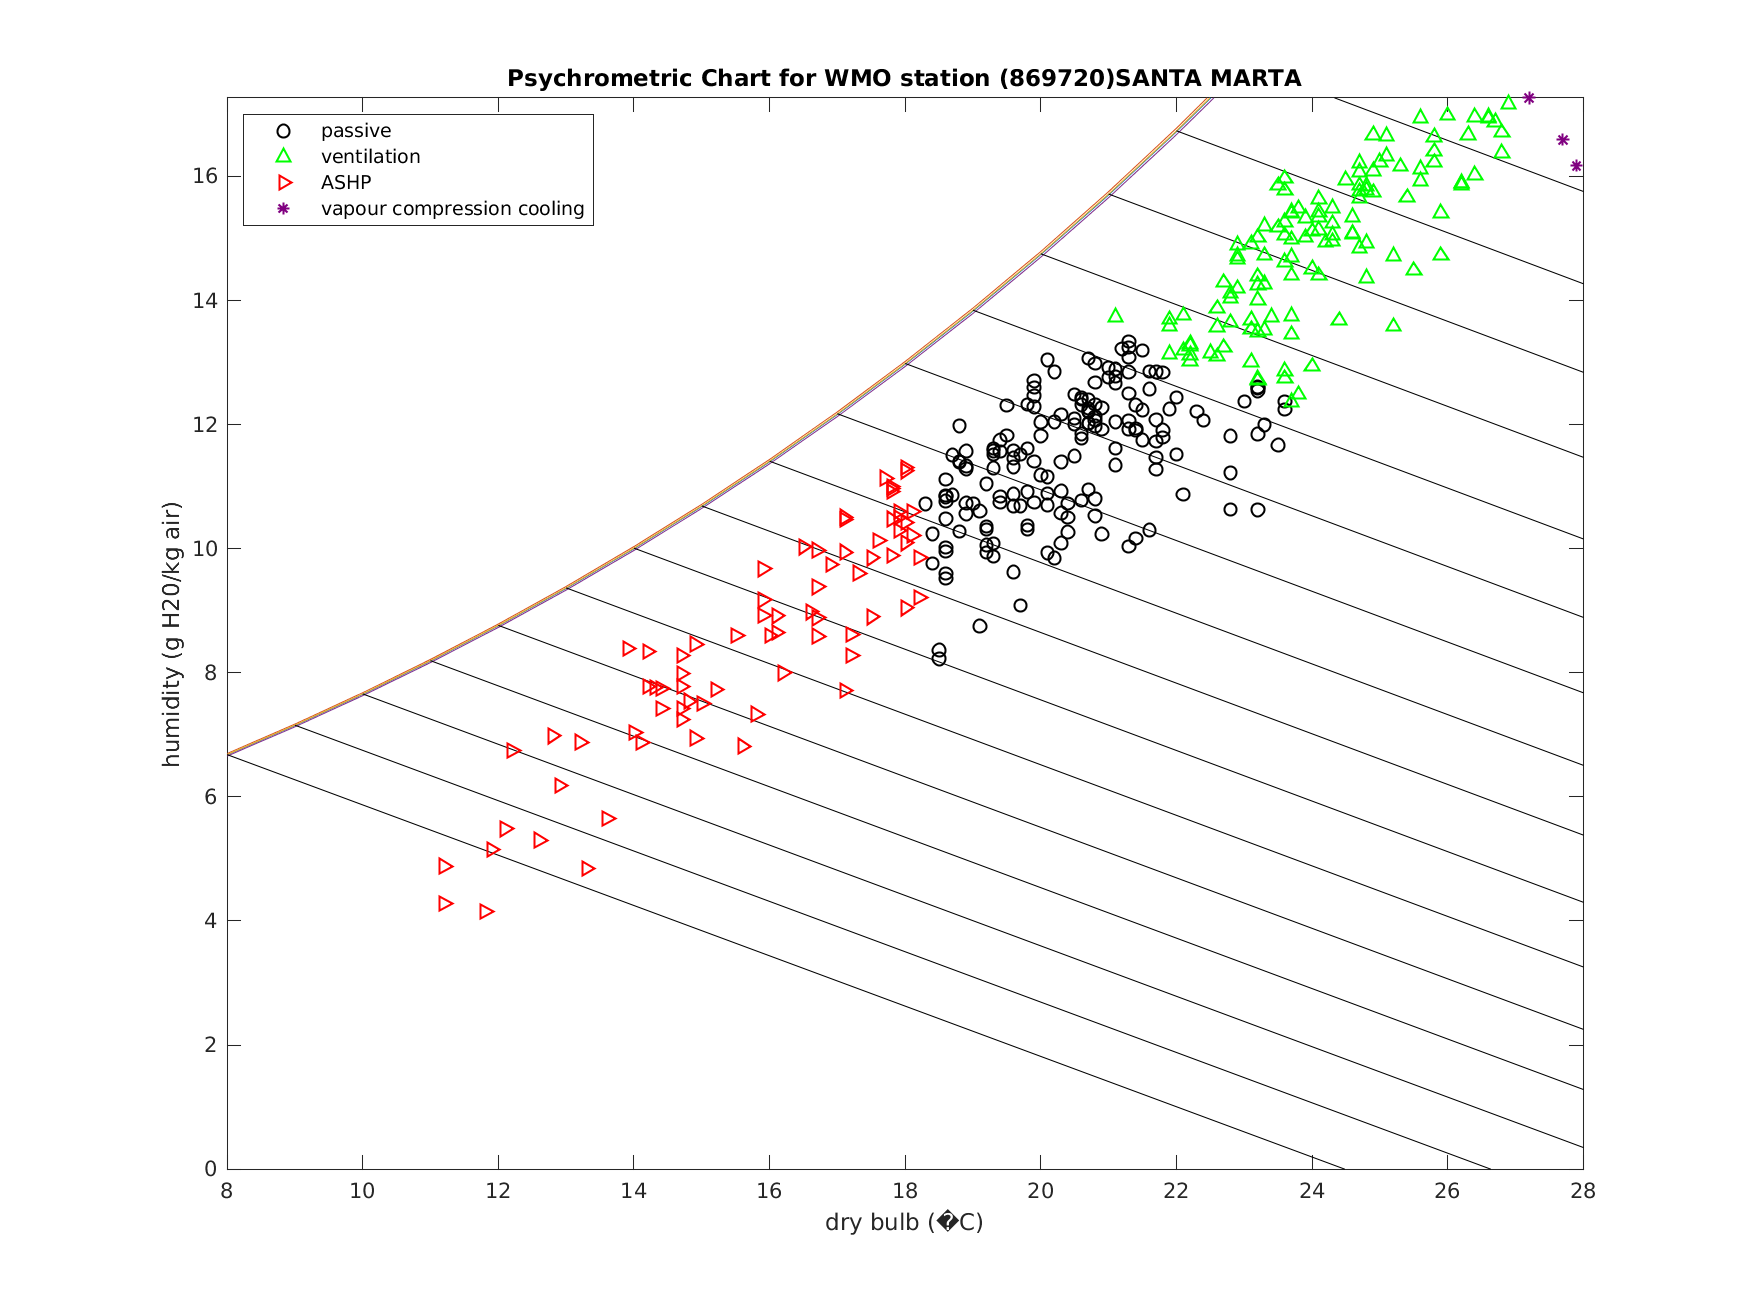 Psychrometric Chart for WMO station (869720)SANTA MARTA
passive
ventilation
ASHP
vapour compression cooling
humidity (g H20/kg air)
16
14
12
10
8
6
4
2
0
8 10 12 14 16 18 20 22 24 26 28
dry bulb (�C)